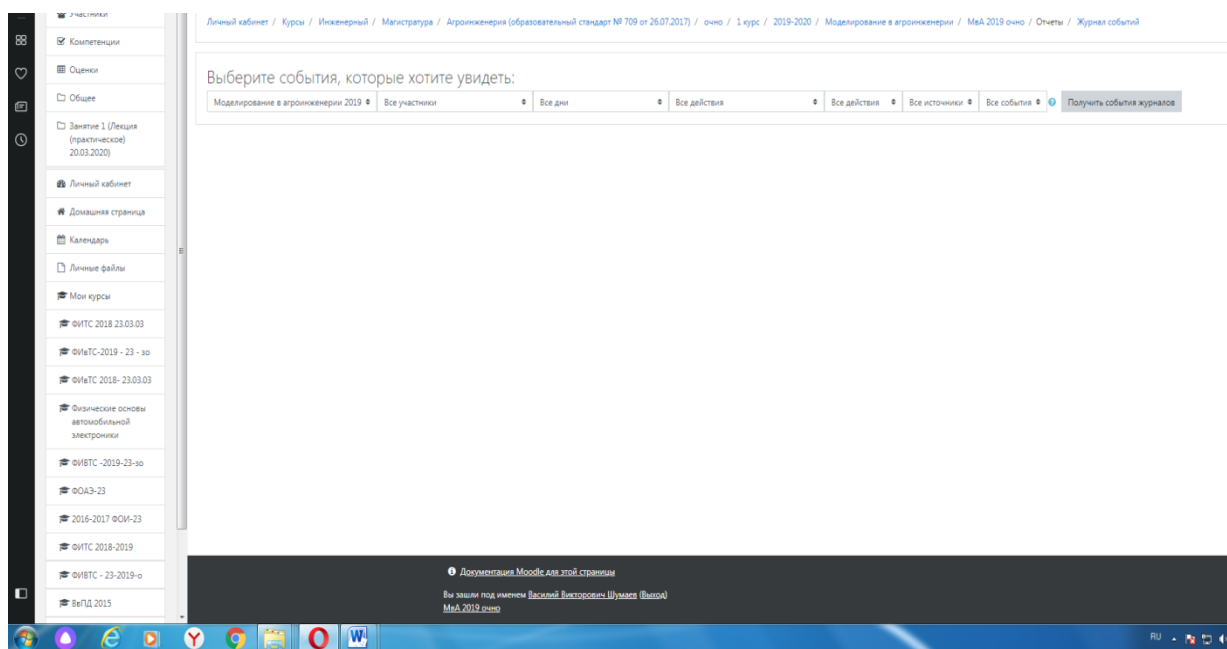 Участники
Компетенции
Оценки
Общее
Занятие 1 (Лекция
(практическое)
20.03.2020)
Личный кабинет
Домашняя страница
Календарь
Личные файлы
Мои курсы
ФИТС 2018 23.03.03
ФИвТС-2019 - 23 - зо
ФИвТС 2018- 23.03.03
Физические основы
автомобильной
электроники
ФИВТС -2019-23-зо
ФОАЭ-23
2016-2017 ФОИ-23
ФИТС 2018-2019
ФИВТС - 23-2019-о
ВвПД 2015
Личный кабинет / Курсы / Инженерный / Магистратура / Агроинженерия (образовательный стандарт № 709 от 26.07.2017) / очно / 1 курс / 2019-2020 / Моделирование в агроинженерии / МвА 2019 очно / Отчеты / Журнал событий
Выберите события, которые хотите увидеть:
Моделирование в агроинженерии 2019 Все участники Все дни Все действия Все действия Все источники Все события Получить события журналов
Документация Moodle для этой страницы
Вы зашли под именем Василий Викторович Шумаев (Выход)
МвА 2019 очно
RU